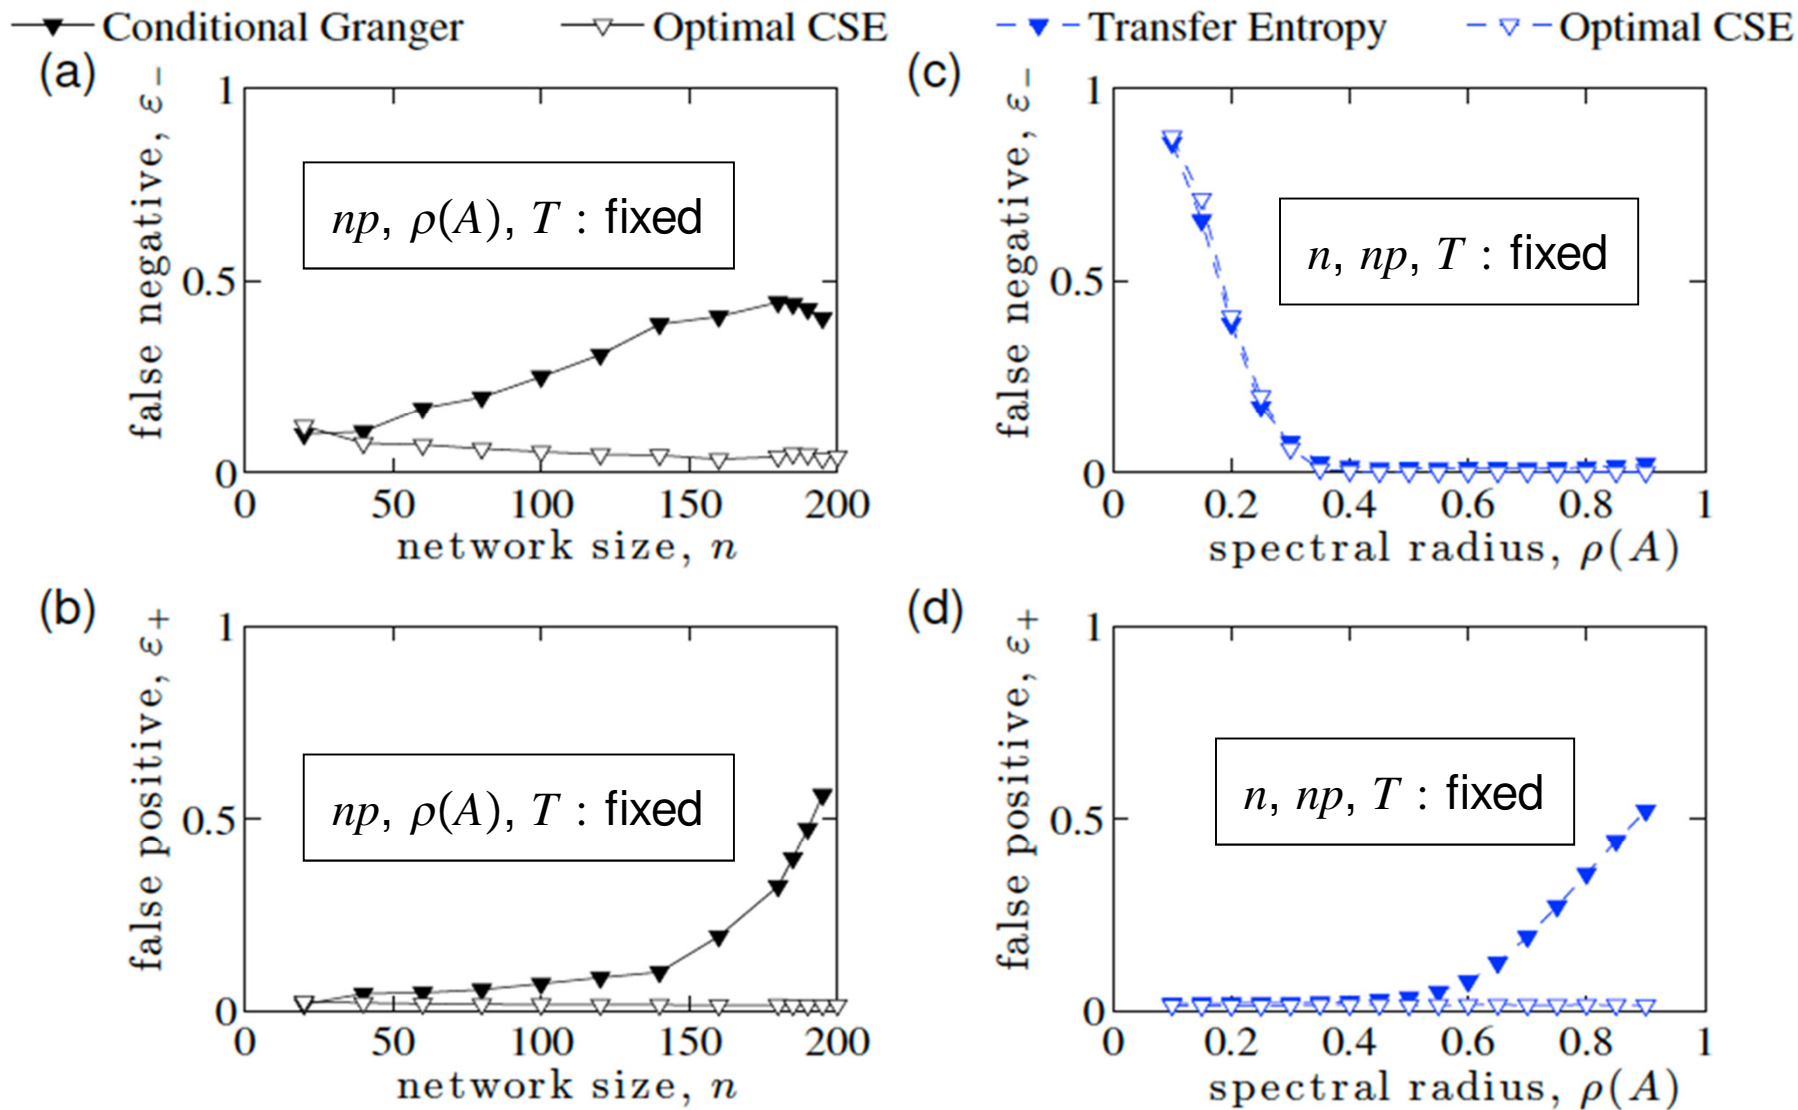 Conditional Granger Optimal CSE Transfer Entropy Optimal CSE
(a)
false negative, ε−
1
0.5
0
np, ρ(A), T : fixed
0 50 100 150 200
network size, n
(c)
false negative, ε−
1
0.5
0
n, np, T : fixed
0 0.2 0.4 0.6 0.8 1
spectral radius, ρ(A)
(b)
false positive, ε+
1
0.5
0
np, ρ(A), T : fixed
0 50 100 150 200
network size, n
(d)
false positive, ε+
1
0.5
0
n, np, T : fixed
0 0.2 0.4 0.6 0.8 1
spectral radius, ρ(A)